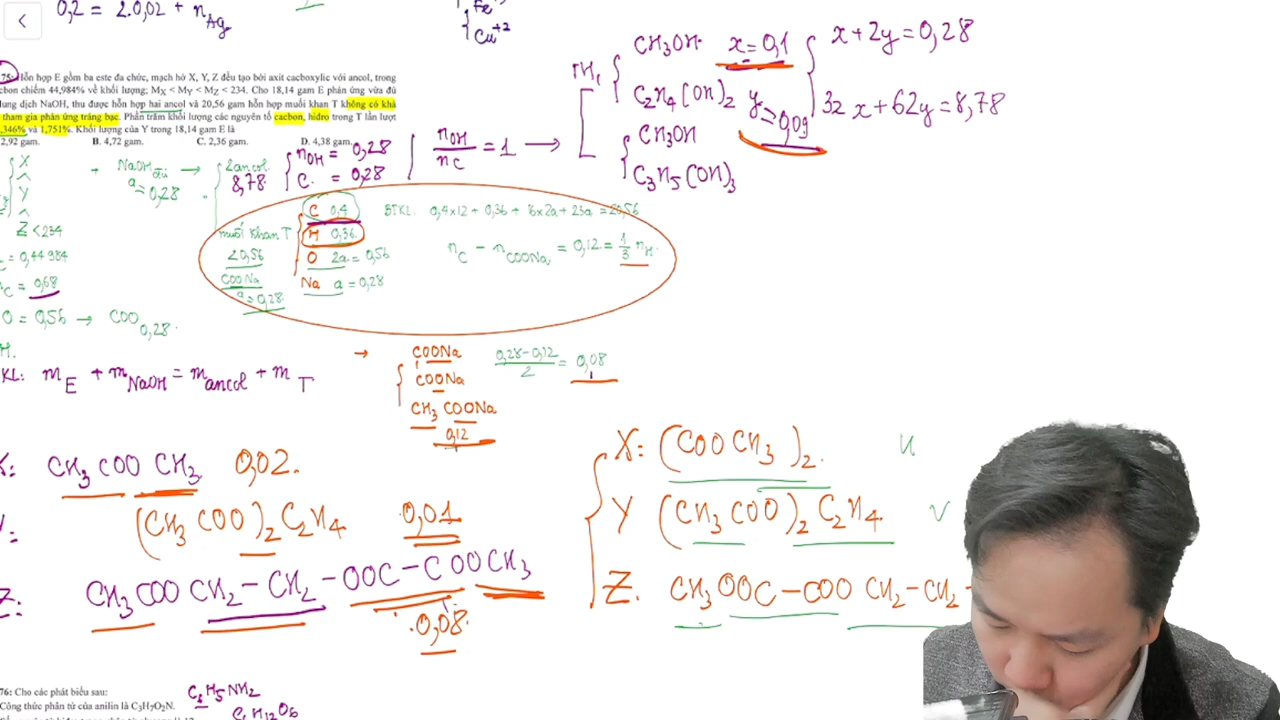 0,2 = 2.0,02 + nAg
Fe+2
Cu+2
75: Hỗn hợp E gồm ba este đa chức, mạch hở X, Y, Z đều tạo bởi axit cacboxylic với ancol, trong
cbon chiếm 44,984% về khối lượng; MX < MY < MZ < 234. Cho 18,14 gam E phản ứng vừa đủ
dung dịch NaOH, thu được hỗn hợp hai ancol và 20,56 gam hỗn hợp muối khan T không có khả
tham gia phản ứng tráng bạc. Phần trăm khối lượng các nguyên tố cacbon, hiđro trong T lần lượt
,346% và 1,751%. Khối lượng của Y trong 18,14 gam E là
2,92 gam.
B. 4,72 gam.
C. 2,36 gam.
D. 4,38 gam.
TH1
CH3OH x = 0,1
C2H4(OH)2 y = 0,09
x + 2y = 0,28
32x + 62y = 8,78
CH3OH
C3H5(OH)3
X
Y
Z < 234
+ NaOH đủ
a = 0,28
→ 2ancol
8,78
nOH = 0,28
C = 0,28
nOH / nC = 1 →
muối khan T
20,56
COONa
a = 0,28
C 0,4
H 0,36
O 2a = 0,56
Na a = 0,28
BTKL: 0,4x12 + 0,36 + 16x2a + 23a = 20,56
nC − nCOONa = 0,12 = 1/3 nH
= 0,44984
C = 0,68
O = 0,56 → COO 0,28
KL: mE + mNaOH = mancol + mT
→ COONa
COONa
CH3COONa
0,12
(0,28 − 0,12) / 2 = 0,08
X: CH3COOCH3 0,02.
(CH3COO)2C2H4 0,01
Z: CH3COOCH2−CH2−OOC−COOCH3
0,08.
X: (COOCH3)2 u
Y (CH3COO)2C2H4 v
Z. CH3OOC−COOCH2−CH2−
76: Cho các phát biểu sau:
C6H5NH2
Công thức phân tử của anilin là C3H7O2N.
C6H12O6